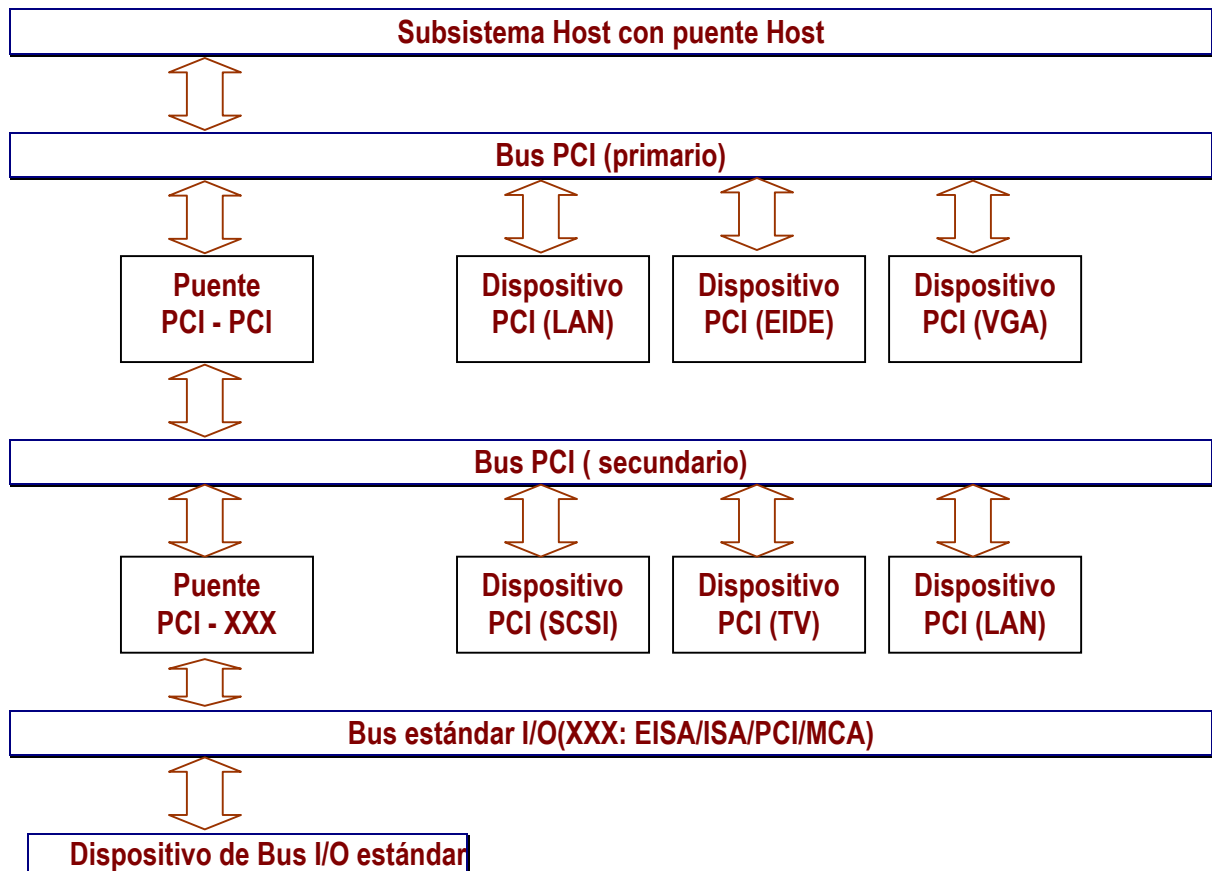 Subsistema Host con puente Host
Bus PCI (primario)
Puente
PCI - PCI
Dispositivo
PCI (LAN)
Dispositivo
PCI (EIDE)
Dispositivo
PCI (VGA)
Bus PCI ( secundario)
Puente
PCI - XXX
Dispositivo
PCI (SCSI)
Dispositivo
PCI (TV)
Dispositivo
PCI (LAN)
Bus estándar I/O(XXX: EISA/ISA/PCI/MCA)
Dispositivo de Bus I/O estándar